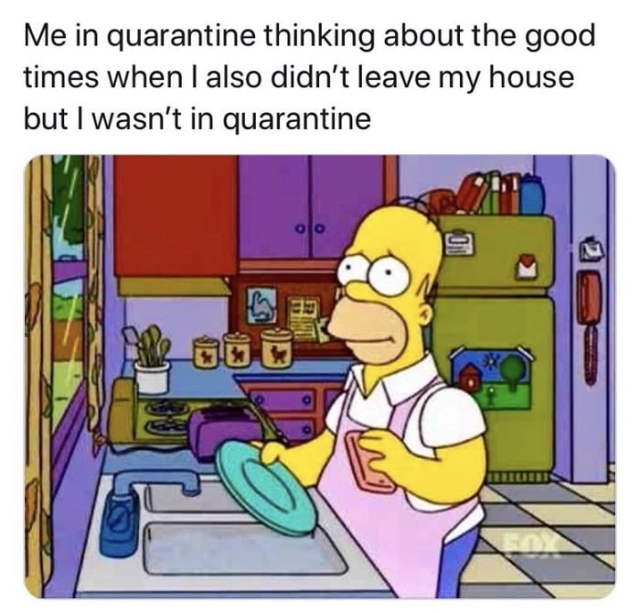 Me in quarantine thinking about the good
times when I also didn’t leave my house
but I wasn’t in quarantine
FOX